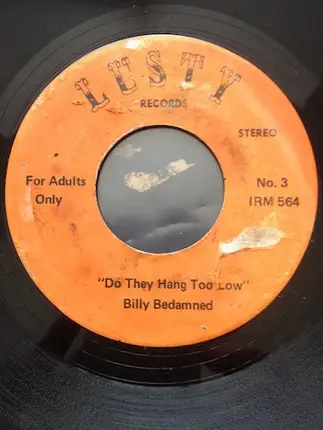 LUSTY
RECORDS
STEREO
For Adults
Only
No. 3
IRM 564
"Do They Hang Too Low"
Billy Bedamned